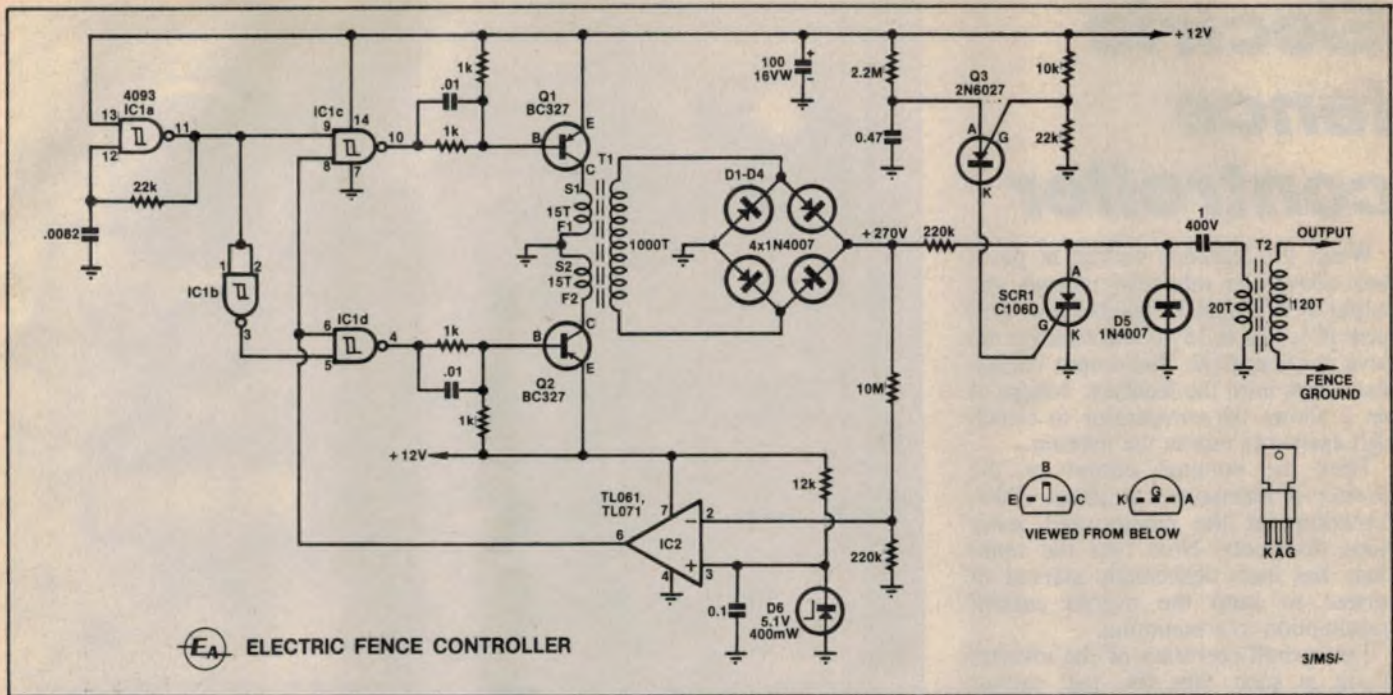 +12V
4093
IC1a
13
12
11
22k
.0082
1
2
IC1b
3
IC1c
14
9
8
7
10
1k
.01
1k
Q1
BC327
E
B
C
T1
S1
15T
F1
S2
15T
F2
1000T
IC1d
6
5
4
1k
.01
1k
B
C
E
Q2
BC327
+12V
100
16VW
+
-
D1-D4
4x1N4007
+270V
2.2M
0.47
Q3
2N6027
A
G
K
10k
22k
220k
SCR1
C106D
A
G
K
D5
1N4007
1
400V
T2
20T
120T
OUTPUT
FENCE
GROUND
10M
220k
12k
TL061,
TL071
IC2
7
2
3
6
4
-
+
0.1
D6
5.1V
400mW
B
E C
G
K A
VIEWED FROM BELOW
KAG
EA ELECTRIC FENCE CONTROLLER
3/MS/-